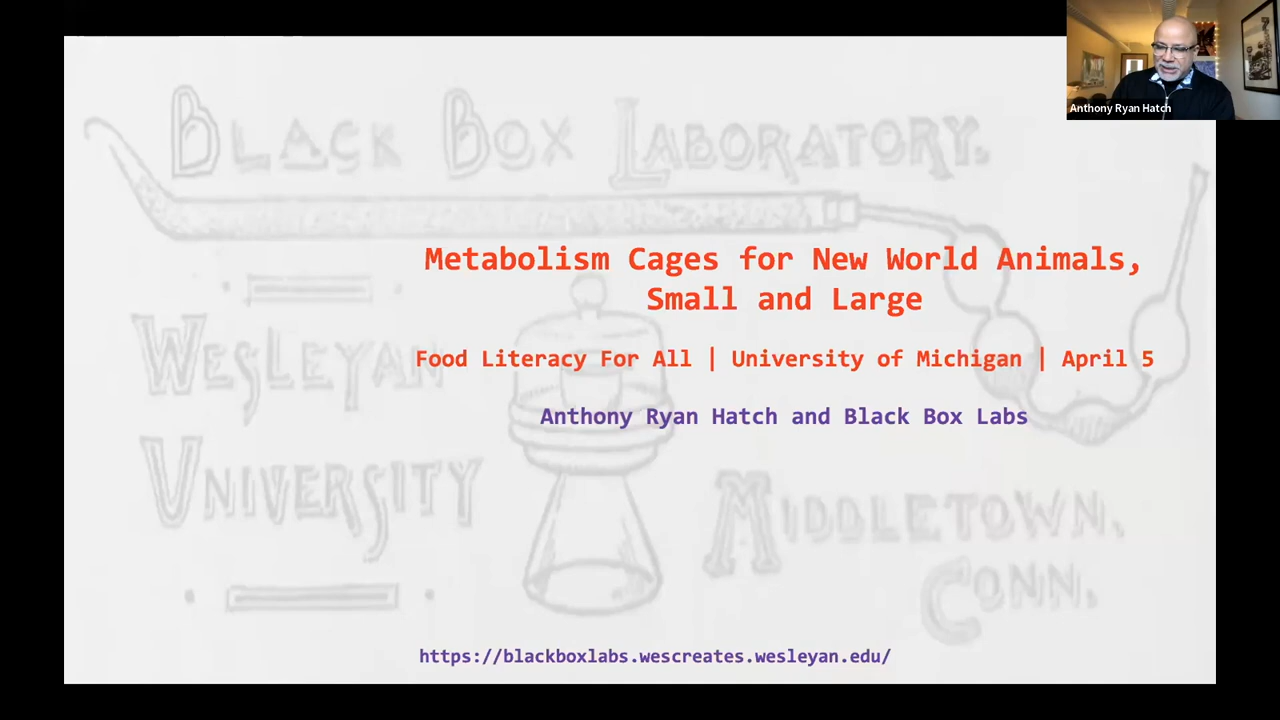 BLACK BOX LABORATORY.
Anthony Ryan Hatch
Metabolism Cages for New World Animals,
Small and Large
WESLEYAN
Food Literacy For All | University of Michigan | April 5
Anthony Ryan Hatch and Black Box Labs
UNIVERSITY
MIDDLETOWN.
CONN.
https://blackboxlabs.wescreates.wesleyan.edu/